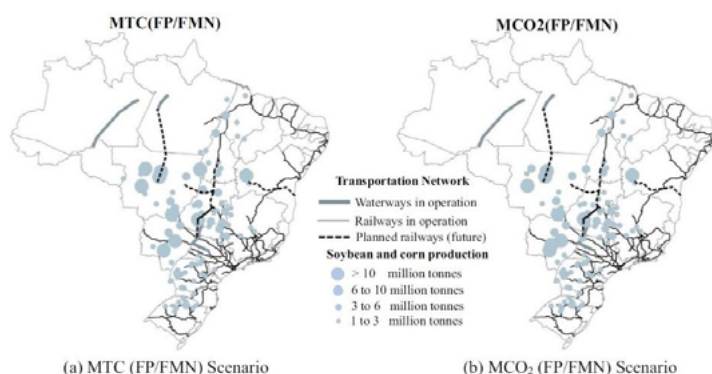 MTC(FP/FMN)
MCO2(FP/FMN)
Transportation Network
Waterways in operation
Railways in operation
Planned railways (future)
Soybean and corn production
> 10 million tonnes
6 to 10 million tonnes
3 to 6 million tonnes
1 to 3 million tonnes
(a) MTC (FP/FMN) Scenario
(b) MCO₂ (FP/FMN) Scenario